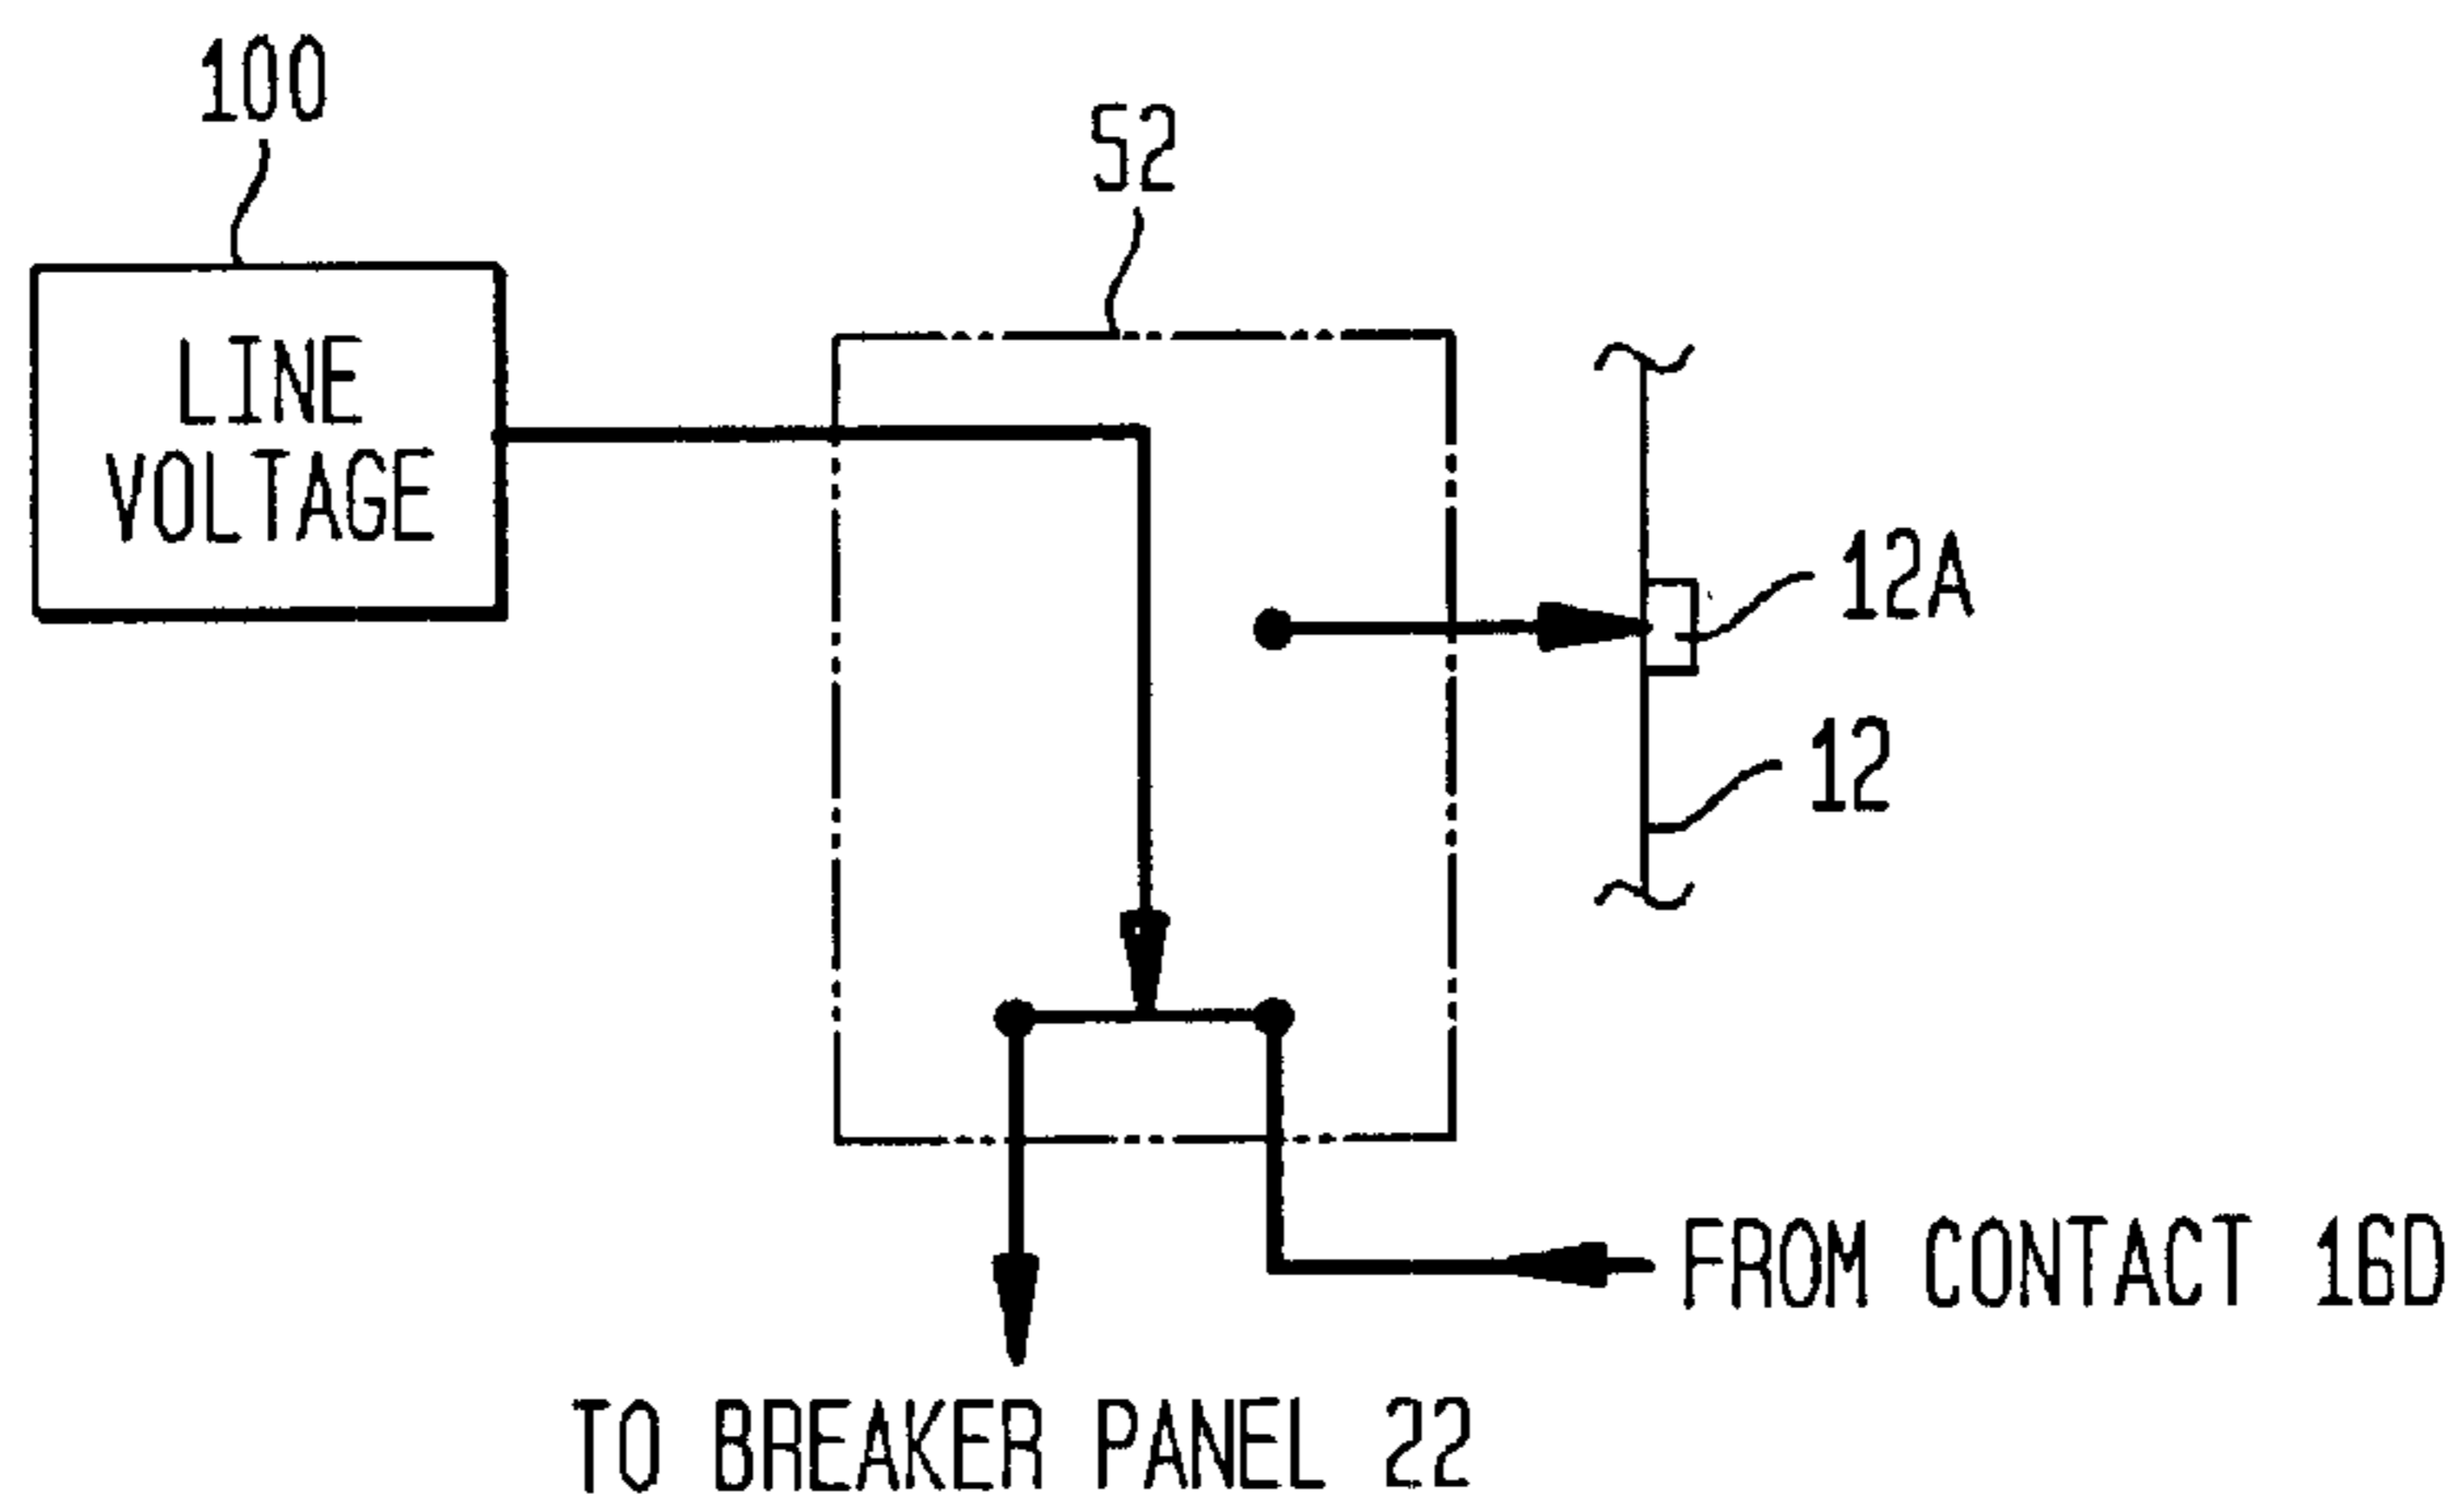 100
52
LINE
VOLTAGE
12A
12
FROM CONTACT 16D
TO BREAKER PANEL 22